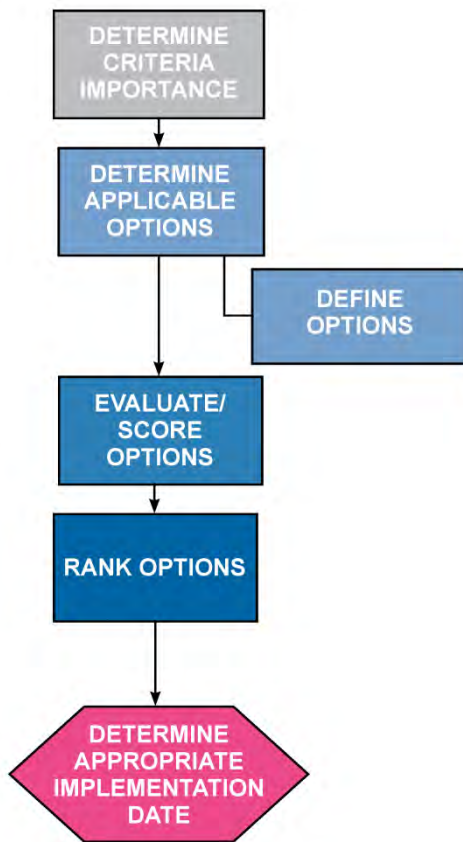 DETERMINE
CRITERIA
IMPORTANCE
DETERMINE
APPLICABLE
OPTIONS
DEFINE
OPTIONS
EVALUATE/
SCORE
OPTIONS
RANK OPTIONS
DETERMINE
APPROPRIATE
IMPLEMENTATION
DATE